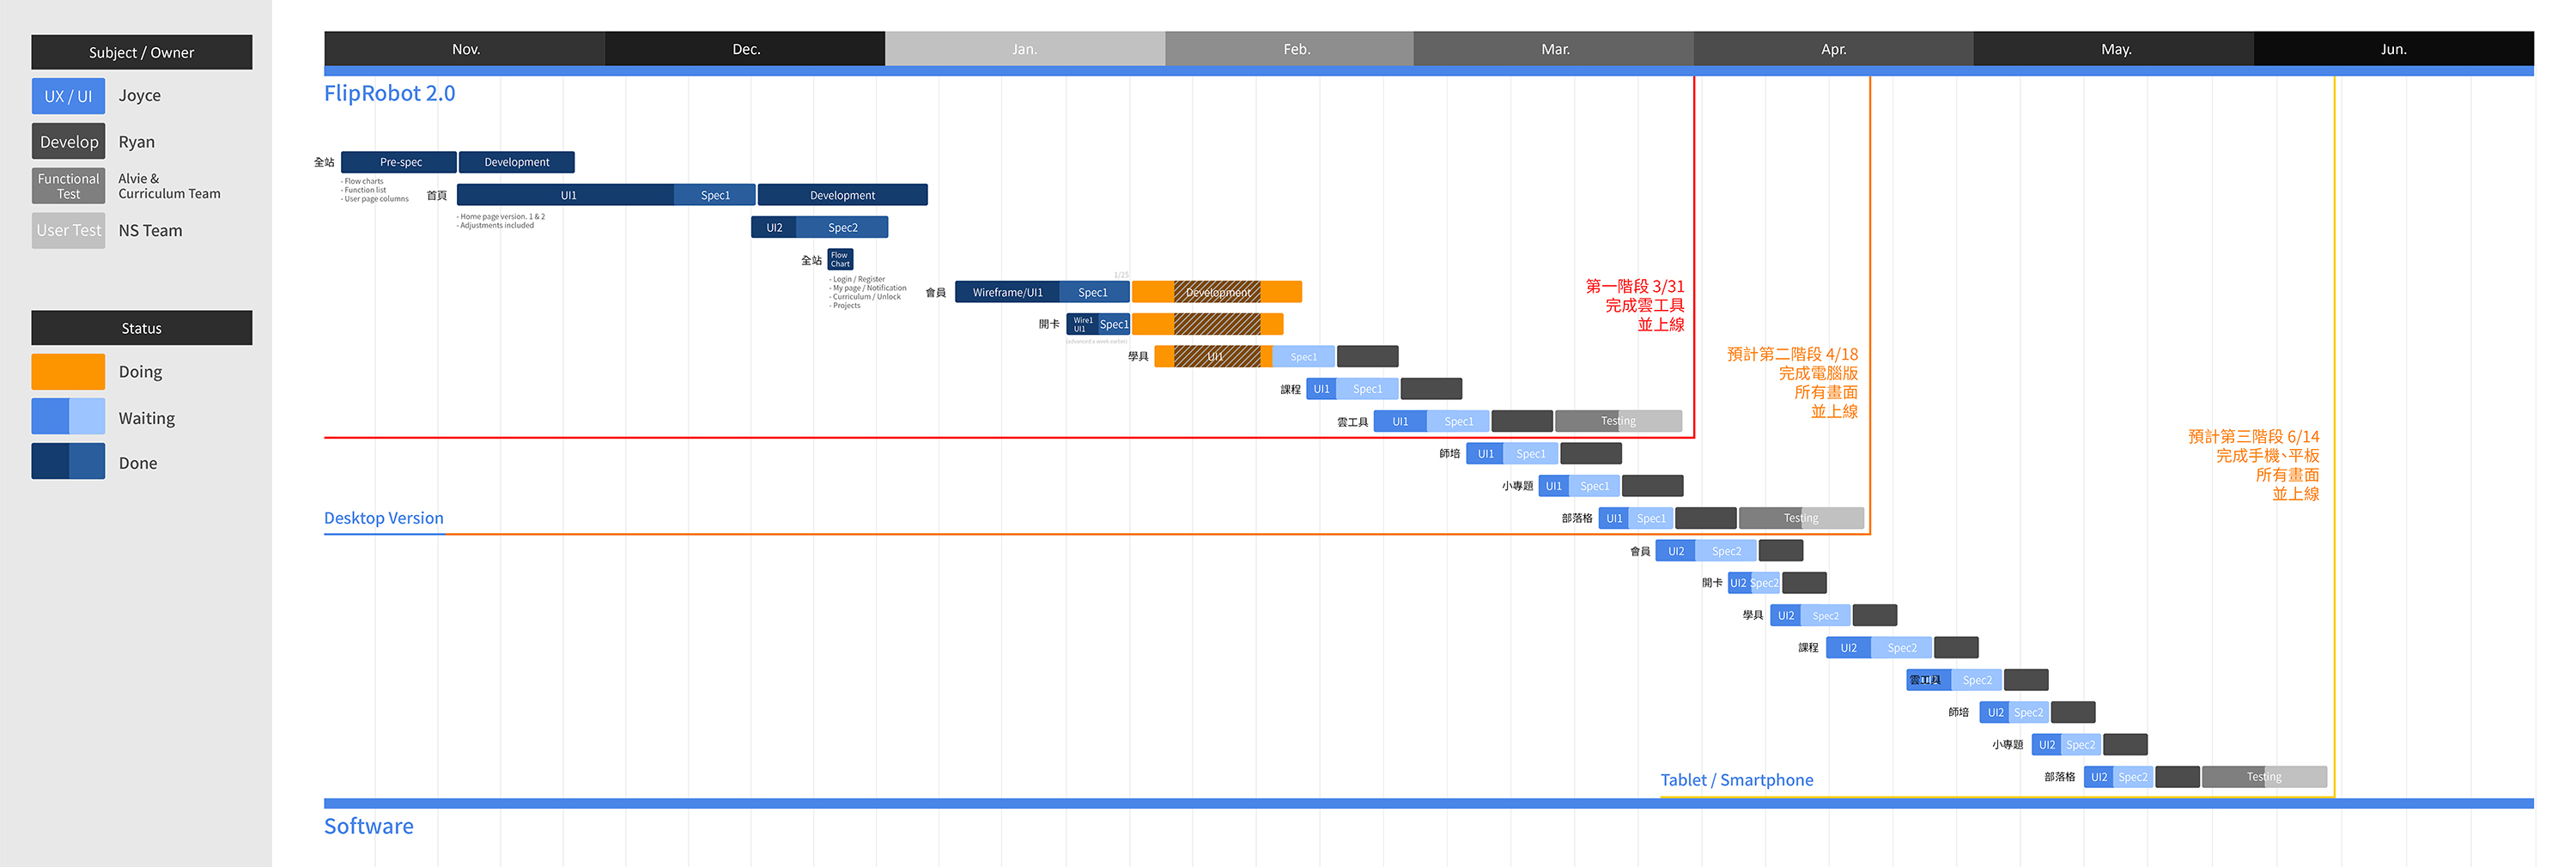 Subject / Owner
UX / UI
Joyce
Develop
Ryan
Functional
Test
Alvie &
Curriculum Team
User Test
NS Team
Status
Doing
Waiting
Done
Nov.
Dec.
Jan.
Feb.
Mar.
Apr.
May.
Jun.
FlipRobot 2.0
全站
Pre-spec
Development
- Flow charts
- Function list
- User page columns
首頁
UI1
Spec1
Development
- Home page version. 1 & 2
- Adjustments included
UI2
Spec2
全站
Flow
Chart
- Login / Register
- My page / Notification
- Curriculum / Unlock
- Projects
1/25
會員
Wireframe/UI1
Spec1
Development
開卡
Wire1
UI1
Spec1
(advanced a week earlier)
學具
UI1
Spec1
課程
UI1
Spec1
雲工具
UI1
Spec1
Testing
第一階段 3/31
完成雲工具
並上線
師培
UI1
Spec1
小專題
UI1
Spec1
部落格
UI1
Spec1
Testing
Desktop Version
預計第二階段 4/18
完成電腦版
所有畫面
並上線
會員
UI2
Spec2
開卡
UI2
Spec2
學具
UI2
Spec2
課程
UI2
Spec2
雲工具
Spec2
師培
UI2
Spec2
小專題
UI2
Spec2
部落格
UI2
Spec2
Testing
預計第三階段 6/14
完成手機、平板
所有畫面
並上線
Tablet / Smartphone
Software